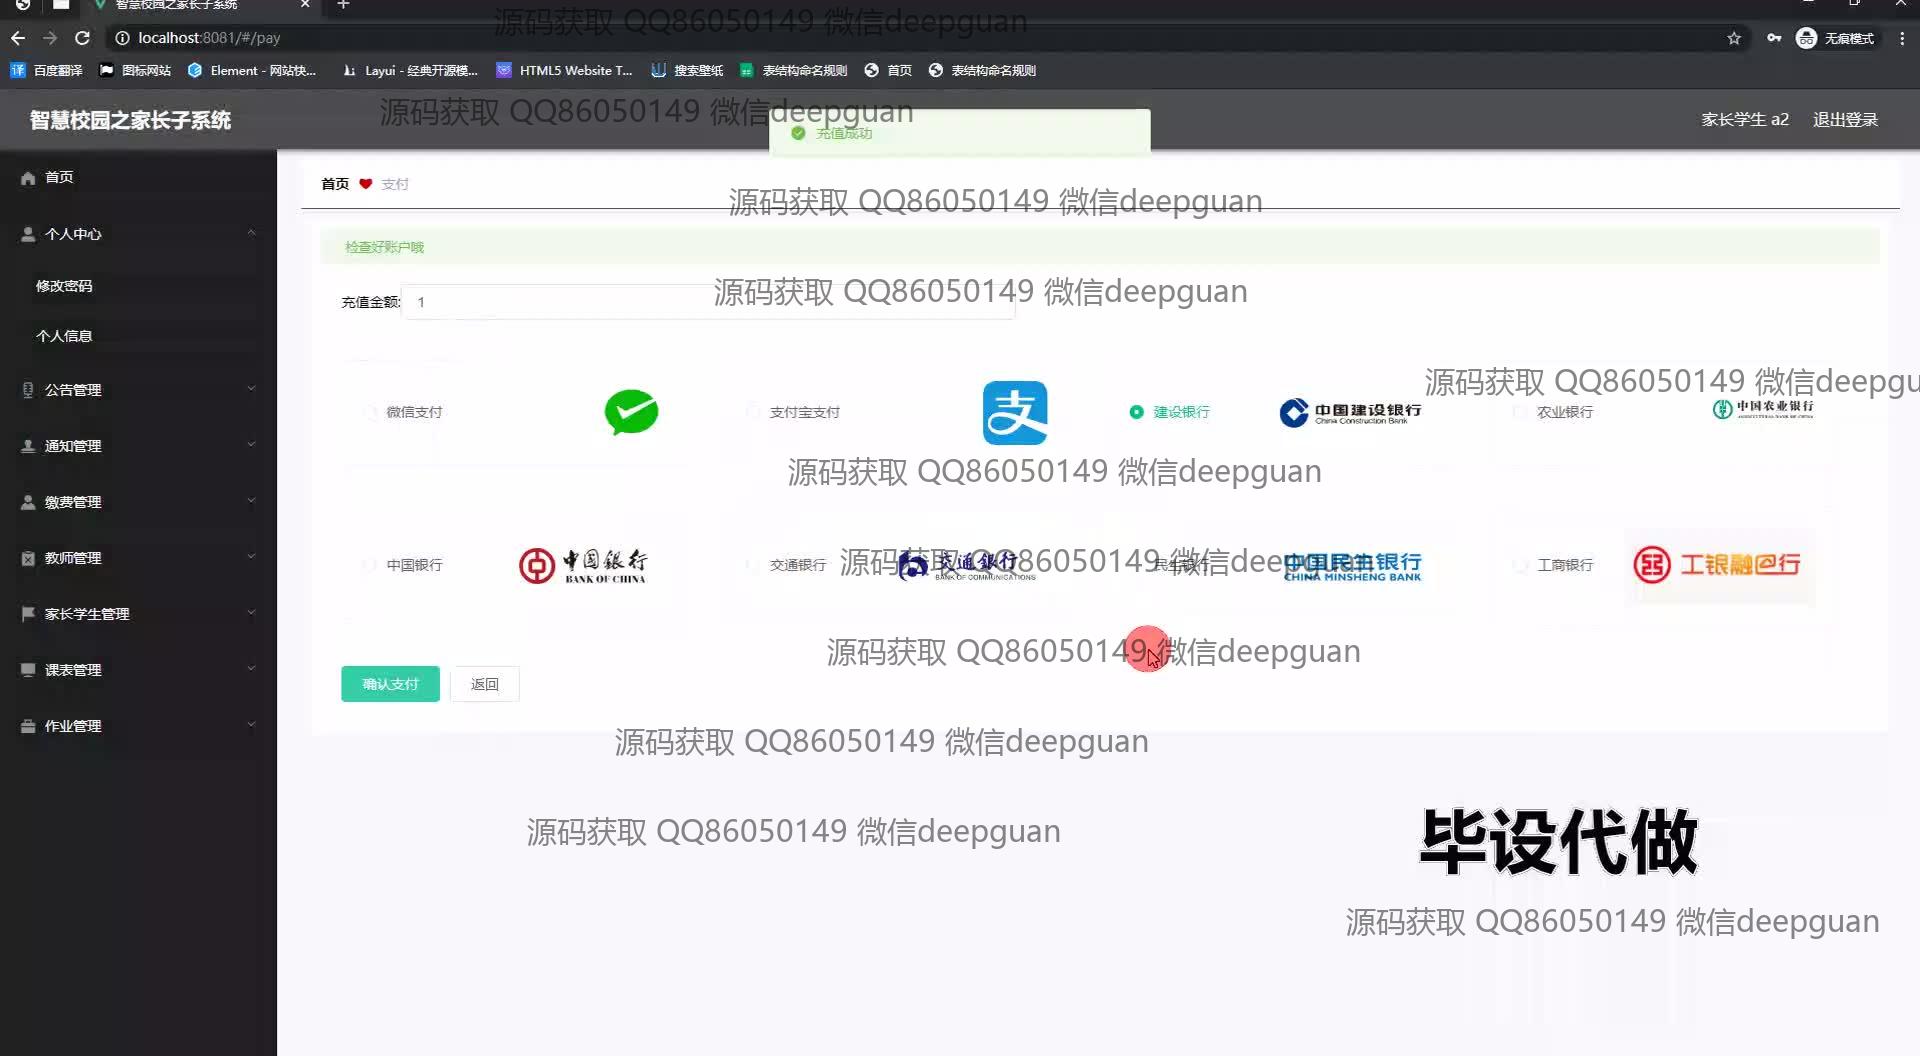 智慧校园之家长子系统
源码获取 QQ86050149 微信deepguan
localhost:8081/#/pay
无痕模式
百度翻译 图标网站 Element - 网站快... Layui - 经典开源模... HTML5 Website T... 搜索壁纸 表结构命名规则 首页 表结构命名规则
源码获取 QQ86050149 微信deepguan
智慧校园之家长子系统
家长学生 a2 退出登录
充值成功
首页
个人中心
修改密码
个人信息
公告管理
通知管理
缴费管理
教师管理
家长学生管理
课表管理
作业管理
首页 支付
源码获取 QQ86050149 微信deepguan
检查好账户哦
充值金额: 1
源码获取 QQ86050149 微信deepguan
源码获取 QQ86050149 微信deepgu
微信支付 支付宝支付 支 建设银行 中国建设银行 China Construction Bank 农业银行 中国农业银行 AGRICULTURAL BANK OF CHINA
源码获取 QQ86050149 微信deepguan
源码获取 QQ86050149 微信deepguan
中国银行 中国银行 BANK OF CHINA 交通银行 交通银行 BANK OF COMMUNICATIONS 民生银行 中国民生银行 CHINA MINSHENG BANK 工商银行 工银融e行
源码获取 QQ86050149 微信deepguan
确认支付 返回
源码获取 QQ86050149 微信deepguan
源码获取 QQ86050149 微信deepguan
毕设代做
源码获取 QQ86050149 微信deepguan